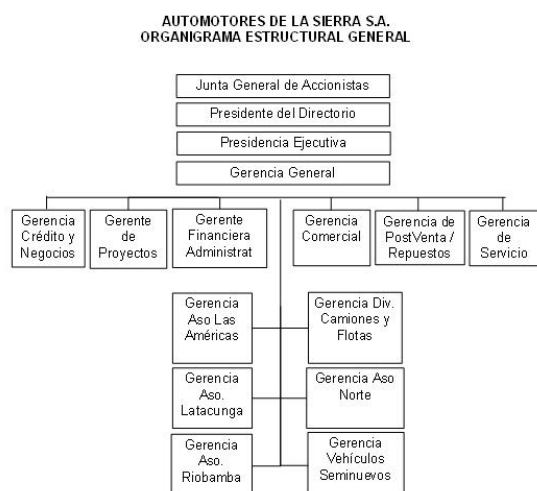 AUTOMOTORES DE LA SIERRA S.A.
ORGANIGRAMA ESTRUCTURAL GENERAL
Junta General de Accionistas
Presidente del Directorio
Presidencia Ejecutiva
Gerencia General
Gerencia
Crédito y
Negocios
Gerente
de
Proyectos
Gerente
Financiera
Administrat
Gerencia
Comercial
Gerencia de
PostVenta /
Repuestos
Gerencia
de
Servicio
Gerencia
Aso Las
Américas
Gerencia Div.
Camiones y
Flotas
Gerencia
Aso.
Latacunga
Gerencia Aso
Norte
Gerencia
Aso.
Riobamba
Gerencia
Vehículos
Seminuevos